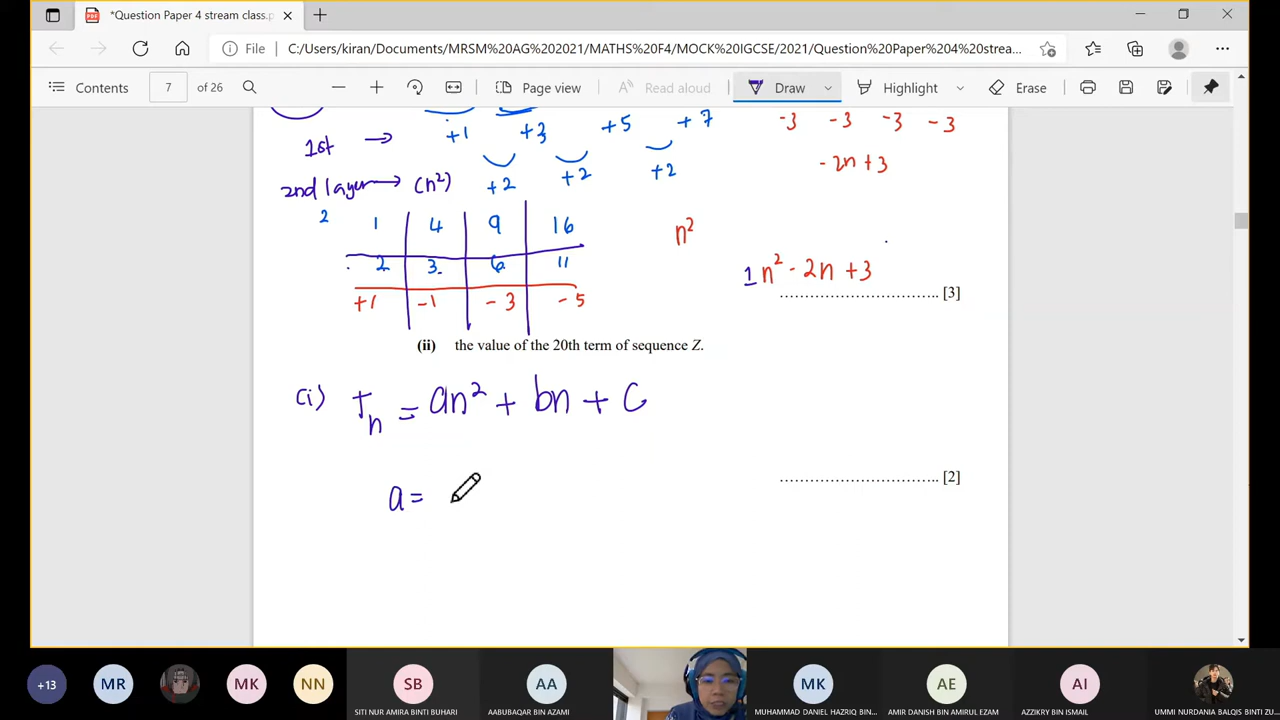 *Question Paper 4 stream class.p
File C:/Users/kiran/Documents/MRSM%20AG%202021/MATHS%20F4/MOCK%20IGCSE/2021/Question%20Paper%204%20strea...
Contents 7 of 26 Page view Read aloud Draw Highlight Erase
+1 +3 +5 +7 -3 -3 -3 -3
1st →
-2n + 3
2nd layer → (n²) +2 +2 +2
2 1 4 9 16
n²
2 3 6 11
1n² - 2n + 3
+1 -1 -3 -5
[3]
(ii) the value of the 20th term of sequence Z.
(i) Tn = an² + bn + c
[2]
a =
+13 MR MK NN SB AA MK AE AI
SITI NUR AMIRA BINTI BUHARI AABUBAQAR BIN AZAMI MUHAMMAD DANIEL HAZRIQ BIN... AMIR DANISH BIN AMIRUL EZAM AZZIKRY BIN ISMAIL UMMI NURDANIA BALQIS BINTI ZU...